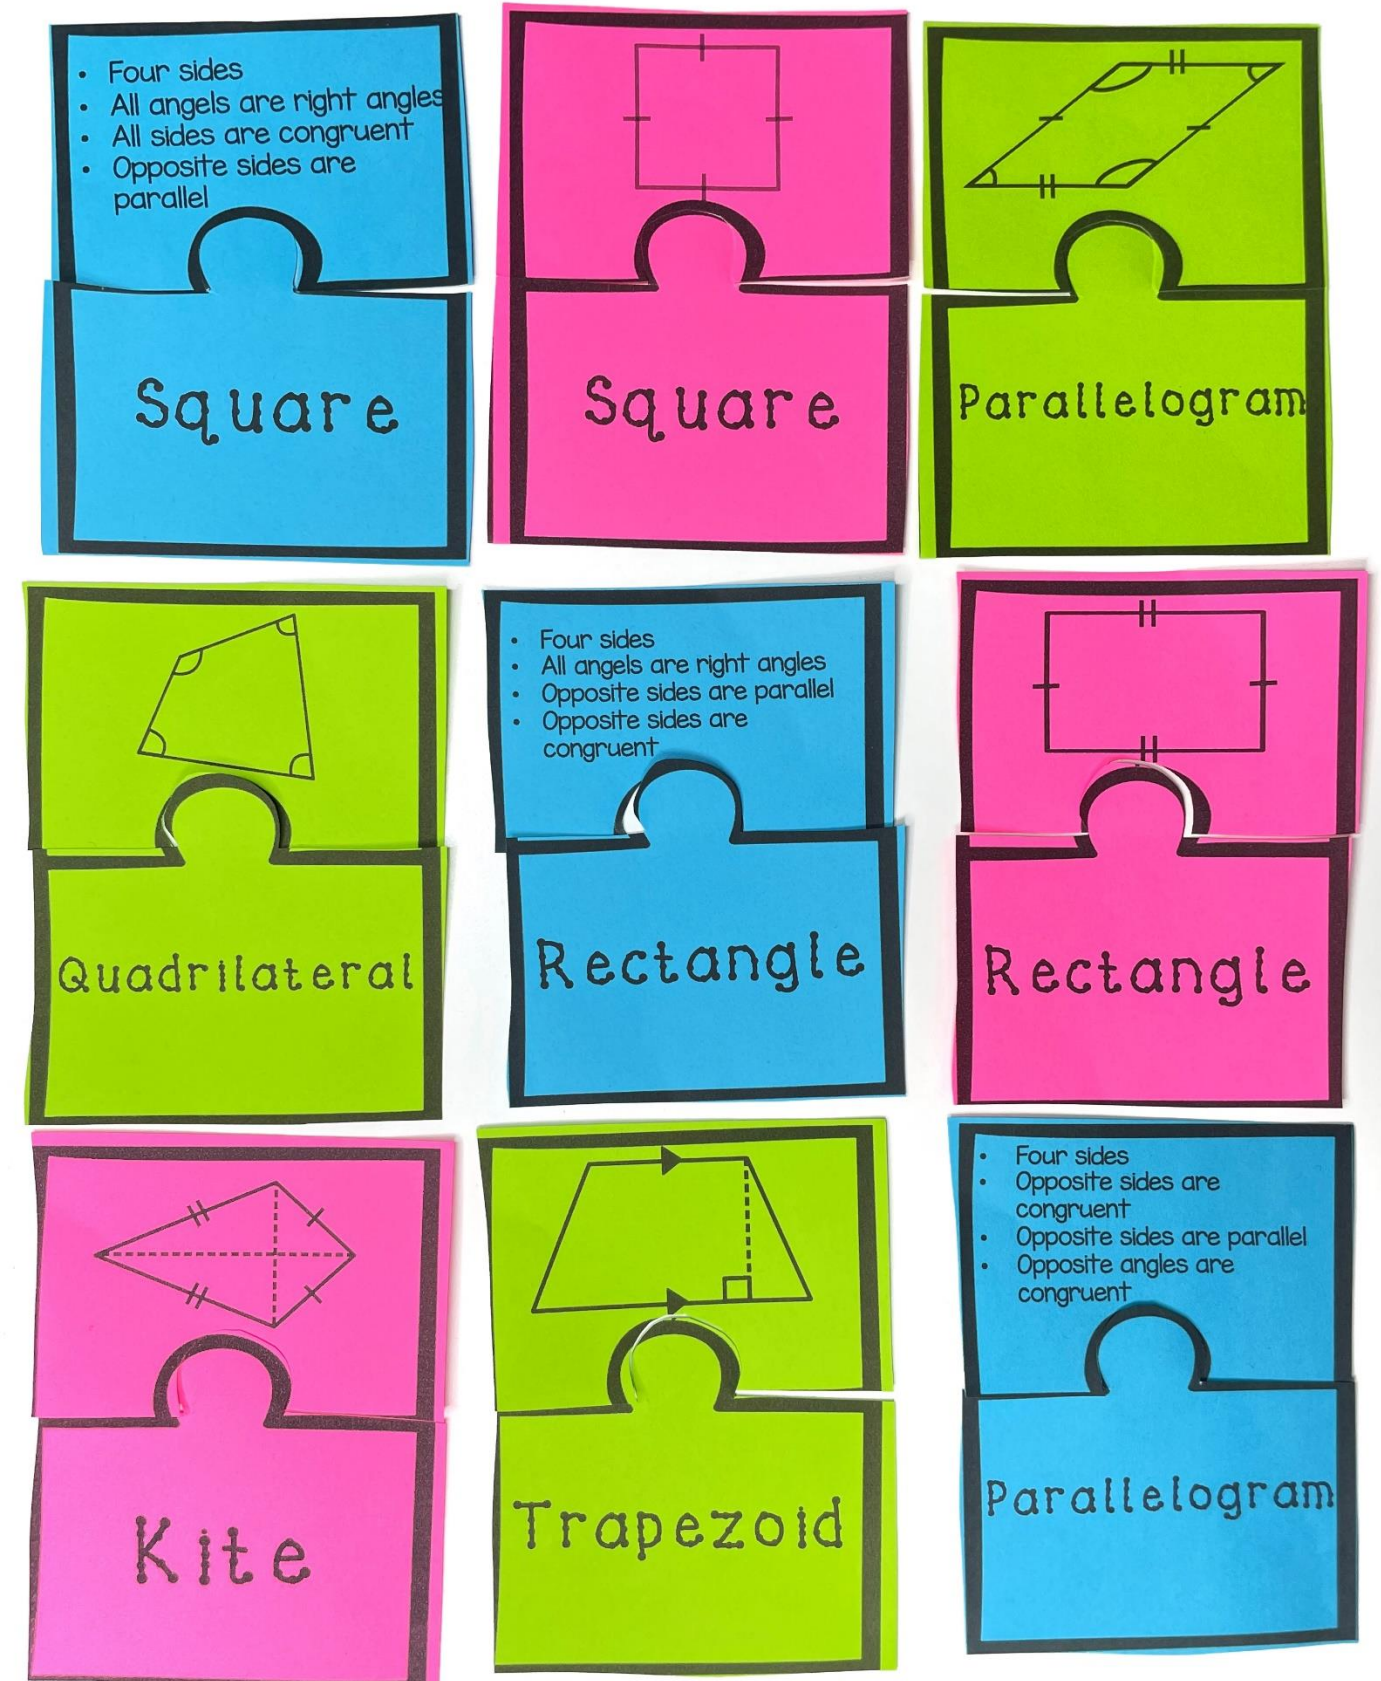 • Four sides
• All angels are right angles
• All sides are congruent
• Opposite sides are
parallel
Square
Square
Parallelogram
Quadrilateral
• Four sides
• All angels are right angles
• Opposite sides are parallel
• Opposite sides are
congruent
Rectangle
Rectangle
Kite
Trapezoid
• Four sides
• Opposite sides are
congruent
• Opposite sides are parallel
• Opposite angles are
congruent
Parallelogram